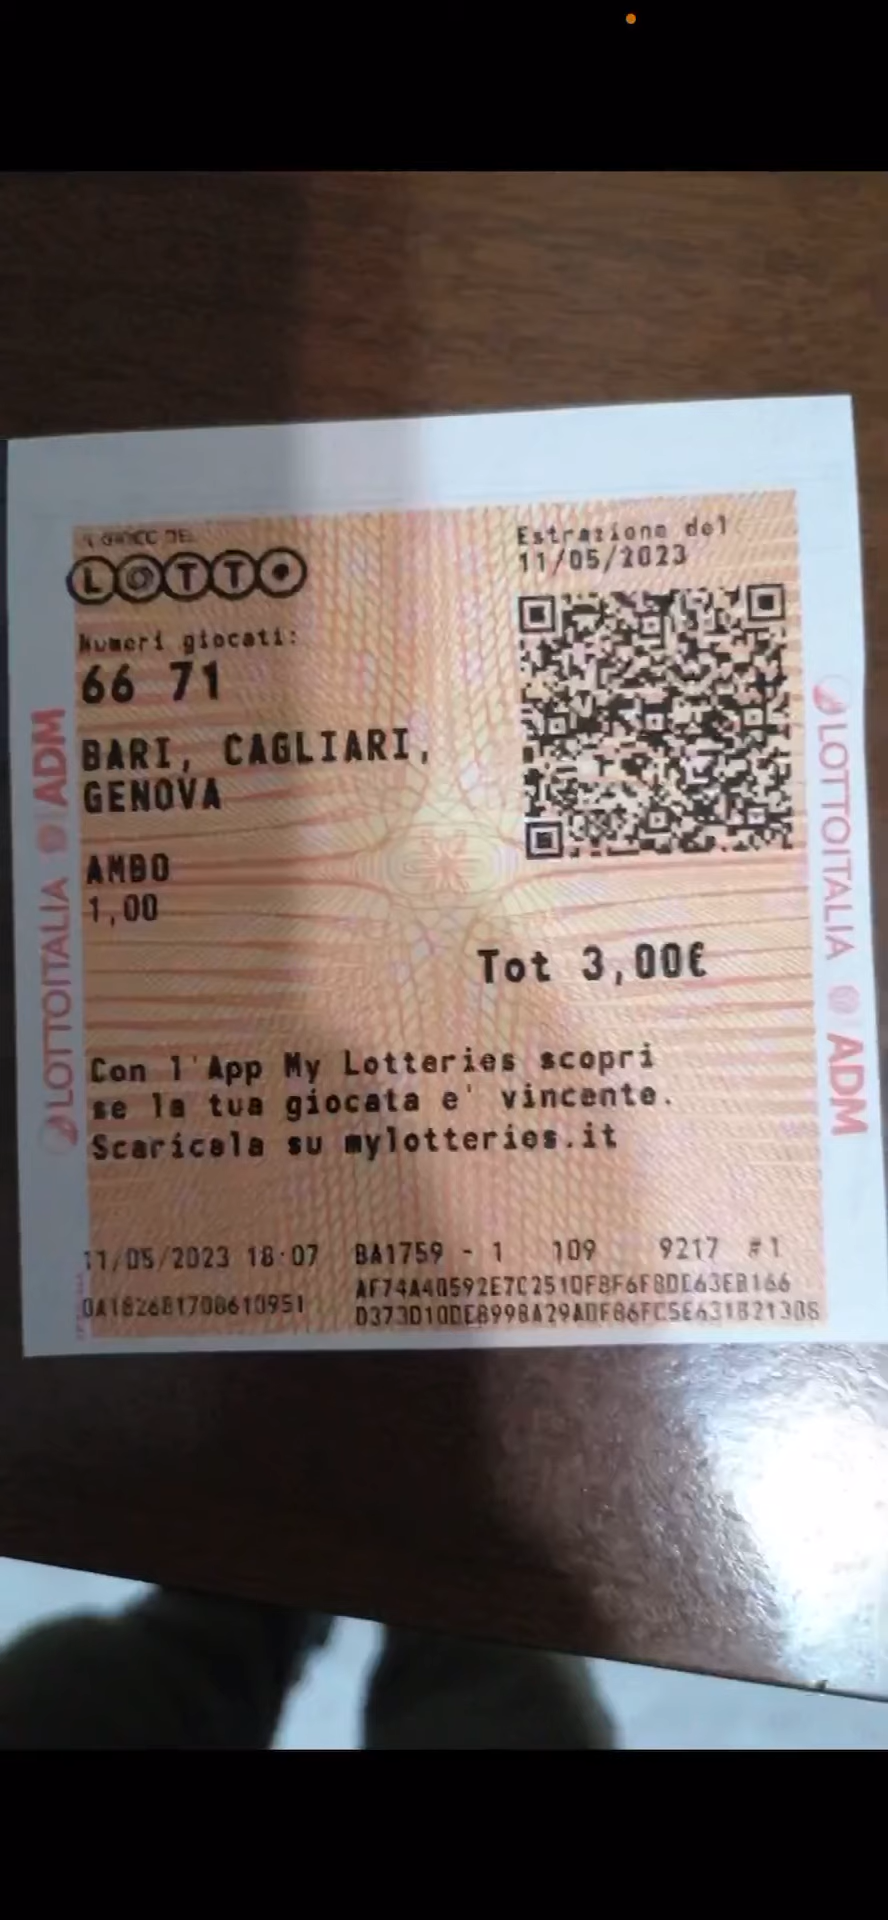 IL GIOCO DEL
LOTTO
Estrazione del
11/05/2023
Numeri giocati:
66 71
BARI, CAGLIARI,
GENOVA
AMBO
1,00
Tot 3,00€
Con l'App My Lotteries scopri
se la tua giocata e' vincente.
Scaricala su mylotteries.it
11/05/2023 18:07 BA1759 - 1 109 9217 #1
LOTTOITALIA ADM
LOTTOITALIA ADM